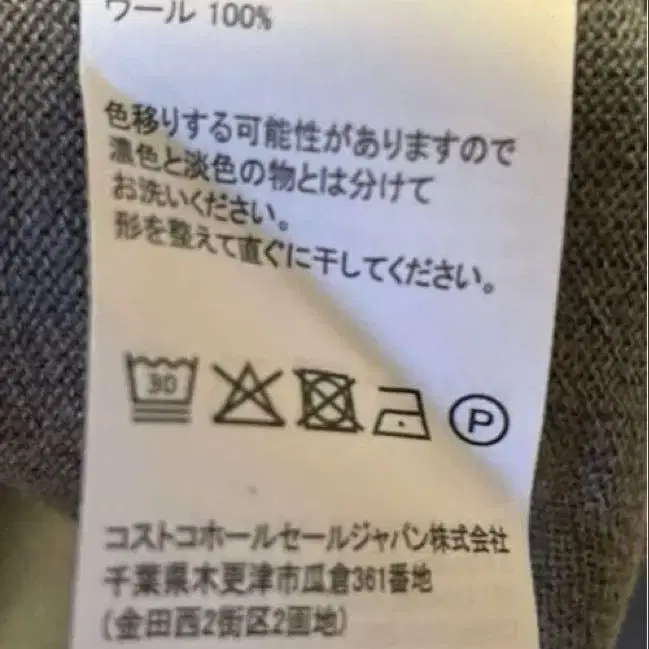 ウール 100%
色移りする可能性がありますので
濃色と淡色の物とは分けて
お洗いください。
形を整えて直ぐに干してください。
30
P
コストコホールセールジャパン株式会社
千葉県木更津市瓜倉361番地
(金田西2街区2画地)